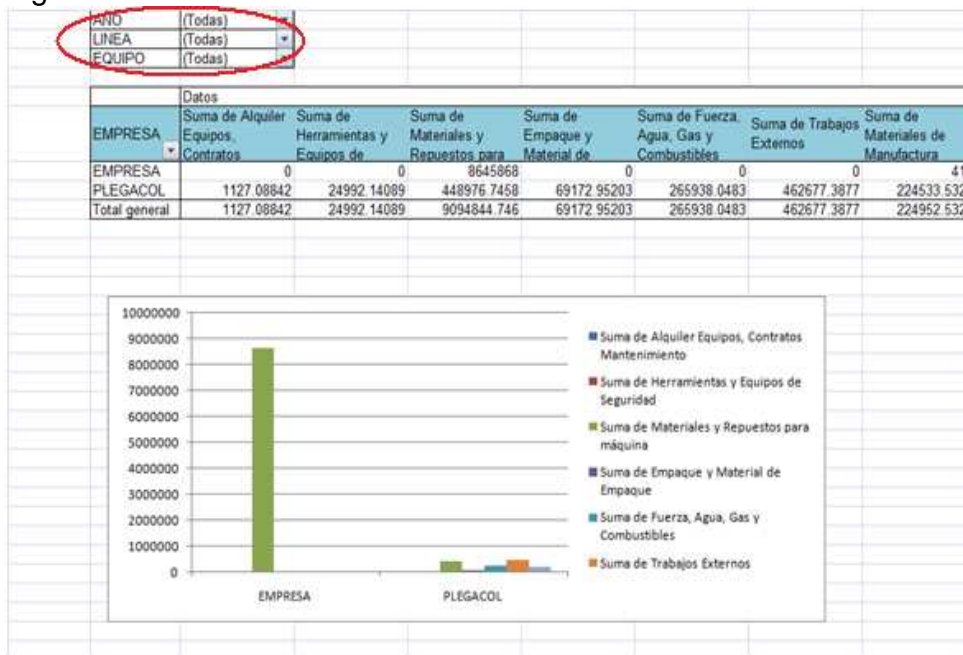 AÑO (Todas)
LINEA (Todas)
EQUIPO (Todas)
Datos
EMPRESA Suma de Alquiler Equipos, Contratos Suma de Herramientas y Equipos de Suma de Materiales y Repuestos para Suma de Empaque y Material de Suma de Fuerza, Agua, Gas y Combustibles Suma de Trabajos Externos Suma de Materiales de Manufactura
EMPRESA 0 0 8645868 0 0 0 41
PLEGACOL 1127.08842 24992.14089 448976.7458 69172.95203 265938.0483 462677.3877 224533.532
Total general 1127.08842 24992.14089 9094844.746 69172.95203 265938.0483 462677.3877 224952.532
10000000
9000000
8000000
7000000
6000000
5000000
4000000
3000000
2000000
1000000
0
EMPRESA PLEGACOL
Suma de Alquiler Equipos, Contratos
Mantenimiento
Suma de Herramientas y Equipos de
Seguridad
Suma de Materiales y Repuestos para
máquina
Suma de Empaque y Material de
Empaque
Suma de Fuerza, Agua, Gas y
Combustibles
Suma de Trabajos Externos